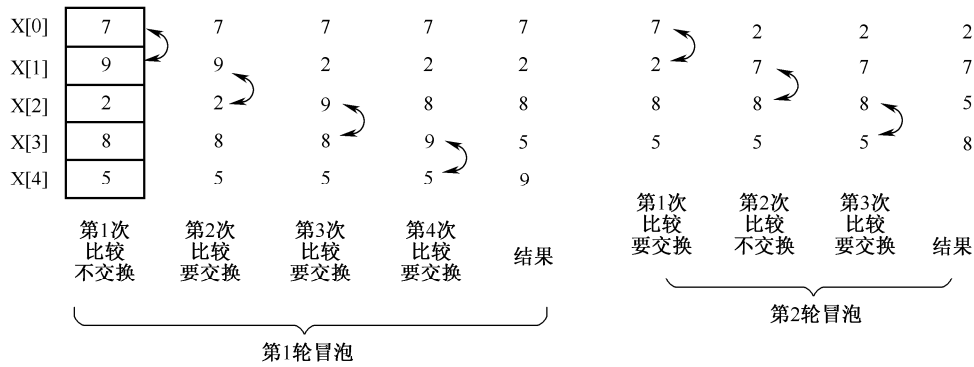 X[0] 7 7 7 7 7 7 2 2 2
X[1] 9 9 2 2 2 2 7 7 7
X[2] 2 2 9 8 8 8 8 8 5
X[3] 8 8 8 9 5 5 5 5 8
X[4] 5 5 5 5 9
第1次 第2次 第3次 第4次 第1次 第2次 第3次
比较 比较 比较 比较 结果 比较 比较 比较 结果
不交换 要交换 要交换 要交换 要交换 不交换 要交换
第1轮冒泡 第2轮冒泡